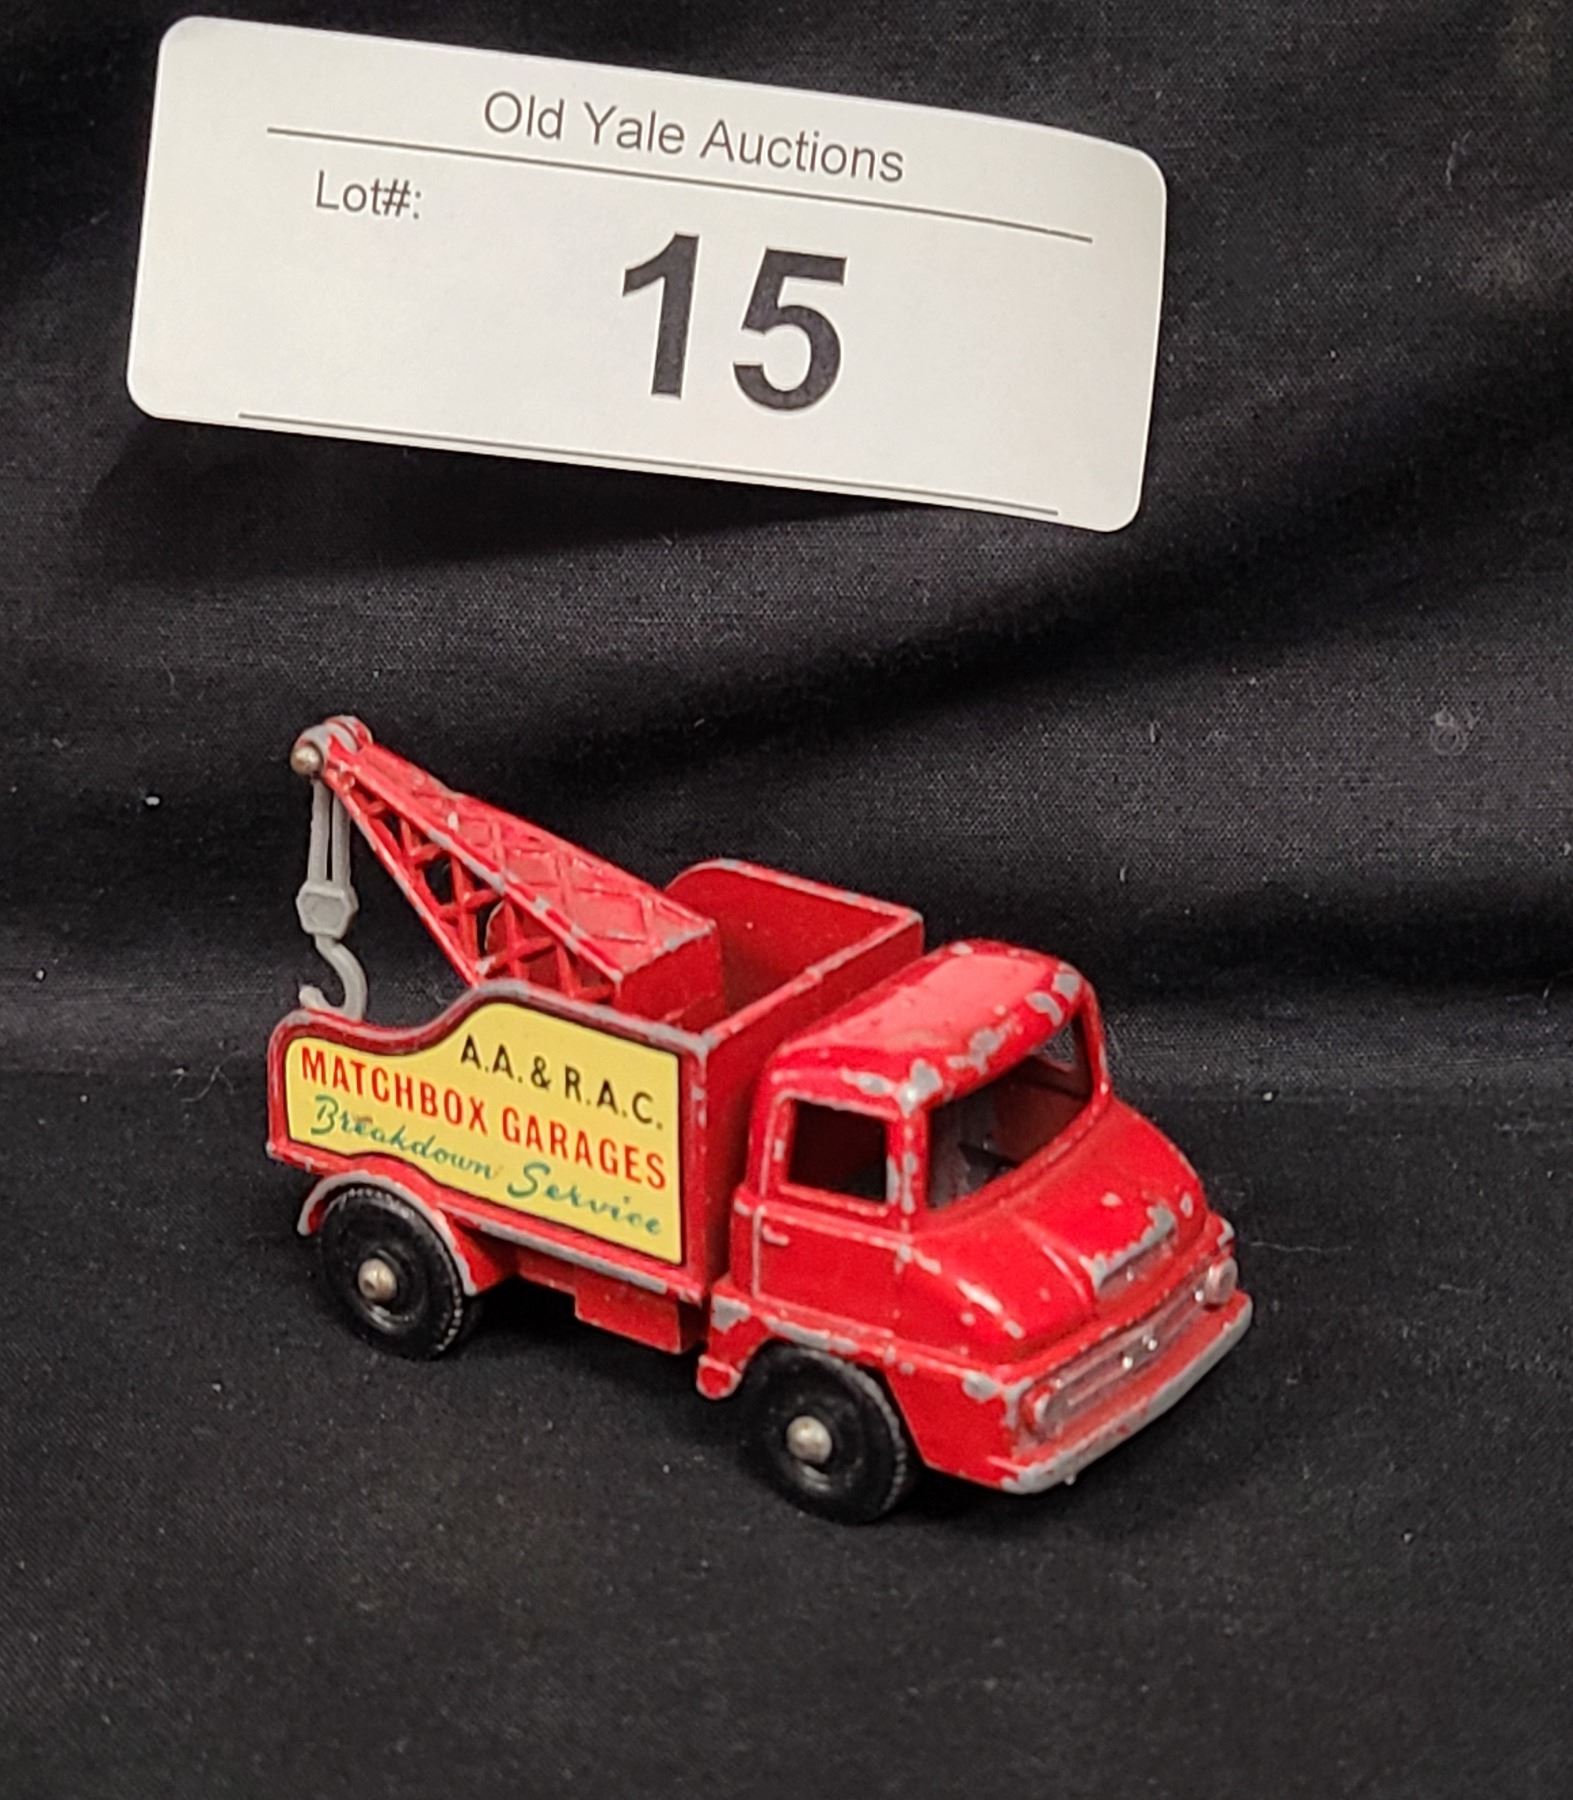 Old Yale Auctions
Lot#:
15
A.A. & R.A.C.
MATCHBOX GARAGES
Breakdown Service